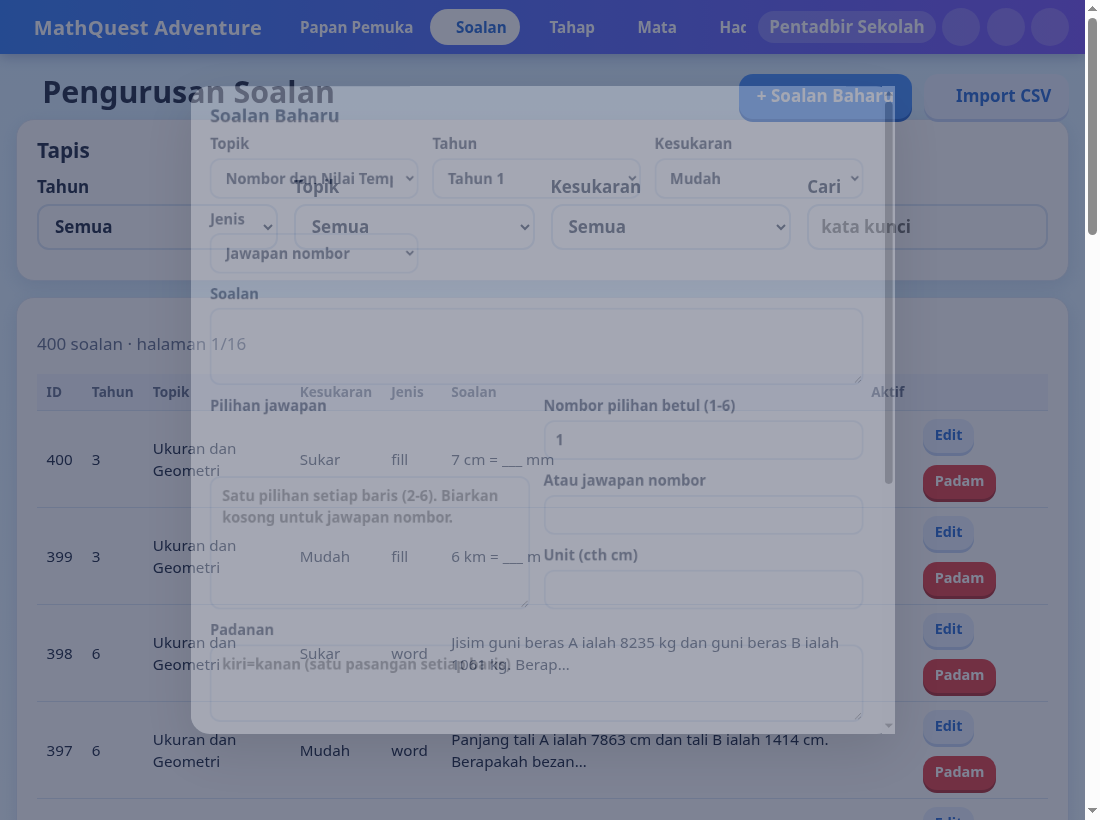 MathQuest Adventure
Papan Pemuka
Soalan
Tahap
Mata
Pentadbir Sekolah
Pengurusan Soalan
+ Soalan Baharu
Import CSV
Tapis
Tahun
Topik
Kesukaran
Cari
Semua
Semua
Semua
kata kunci
400 soalan · halaman 1/16
ID Tahun Topik Kesukaran Jenis Soalan Aktif
400 3 Ukuran dan Geometri Sukar fill 7 cm = ___ mm
Edit
Padam
399 3 Ukuran dan Geometri Mudah fill 6 km = ___ m
Edit
Padam
398 6 Ukuran dan Geometri Sukar word Jisim guni beras A ialah 8235 kg dan guni beras B ialah
kg. Berap...
Edit
Padam
397 6 Ukuran dan Geometri Mudah word Panjang tali A ialah 7863 cm dan tali B ialah 1414 cm.
Berapakah bezan...
Edit
Padam
Soalan Baharu
Topik
Tahun
Kesukaran
Nombor dan Nilai
Tahun 1
Mudah
Jenis
Jawapan nombor
Soalan
Pilihan jawapan
Satu pilihan setiap baris (2-6). Biarkan
kosong untuk jawapan nombor.
Nombor pilihan betul (1-6)
1
Atau jawapan nombor
Unit (cth cm)
Padanan
kiri=kanan (satu pasangan setiap baris)